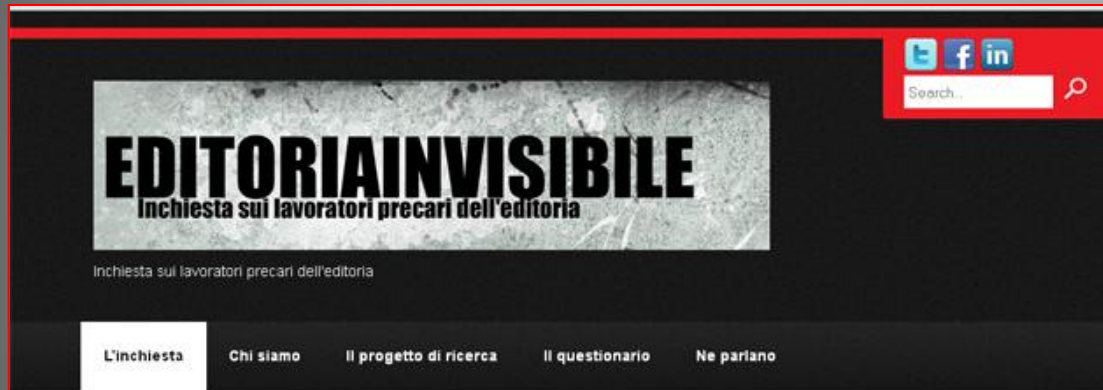 Search...
EDITORIAINVISIBILE
Inchiesta sui lavoratori precari dell'editoria
Inchiesta sui lavoratori precari dell'editoria
L'inchiesta Chi siamo Il progetto di ricerca Il questionario Ne parlano